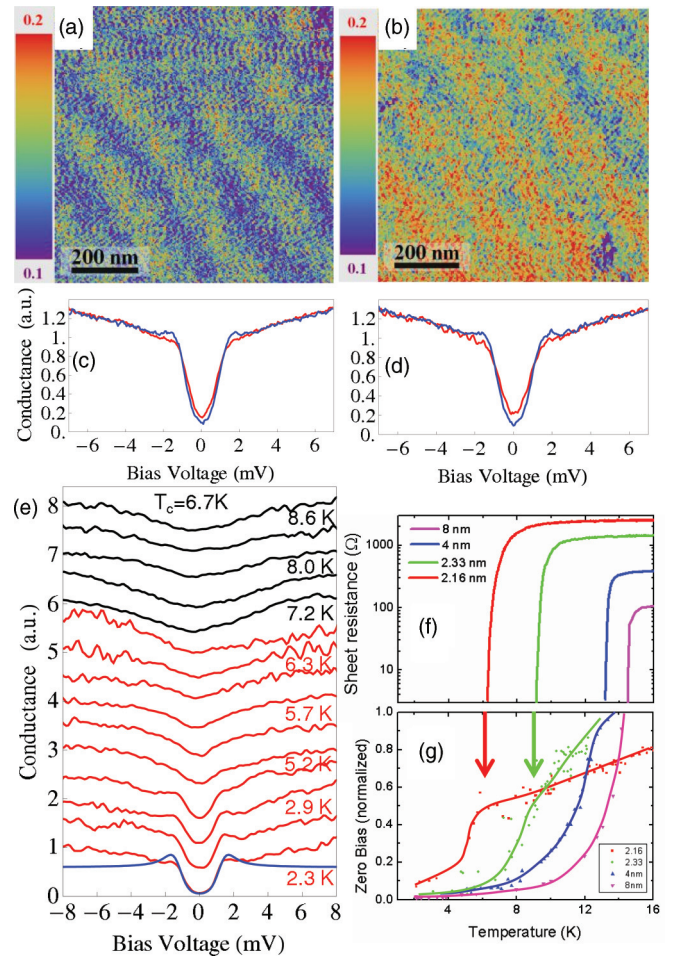 0.2
(a)
200 nm
0.1
0.2
(b)
200 nm
0.1
Conductance (a.u.)
1.2
1.
0.8
0.6
0.4
0.2
0.
(c)
−6 −4 −2 0 2 4 6
Bias Voltage (mV)
1.2
1.
0.8
0.6
0.4
0.2
0.
(d)
−6 −4 −2 0 2 4 6
Bias Voltage (mV)
(e)
Tc=6.7K
Conductance (a.u.)
8
7
6
5
4
3
2
1
0
8.6 K
8.0 K
7.2 K
6.3 K
5.7 K
5.2 K
2.9 K
2.3 K
−8 −6 −4 −2 0 2 4 6 8
Bias Voltage (mV)
Sheet resistance (Ω)
1000
100
10
8 nm
4 nm
2.33 nm
2.16 nm
(f)
Zero Bias (normalized)
1.0
0.8
0.6
0.4
0.2
0.0
(g)
2.16
2.33
4nm
8nm
4 8 12 16
Temperature (K)